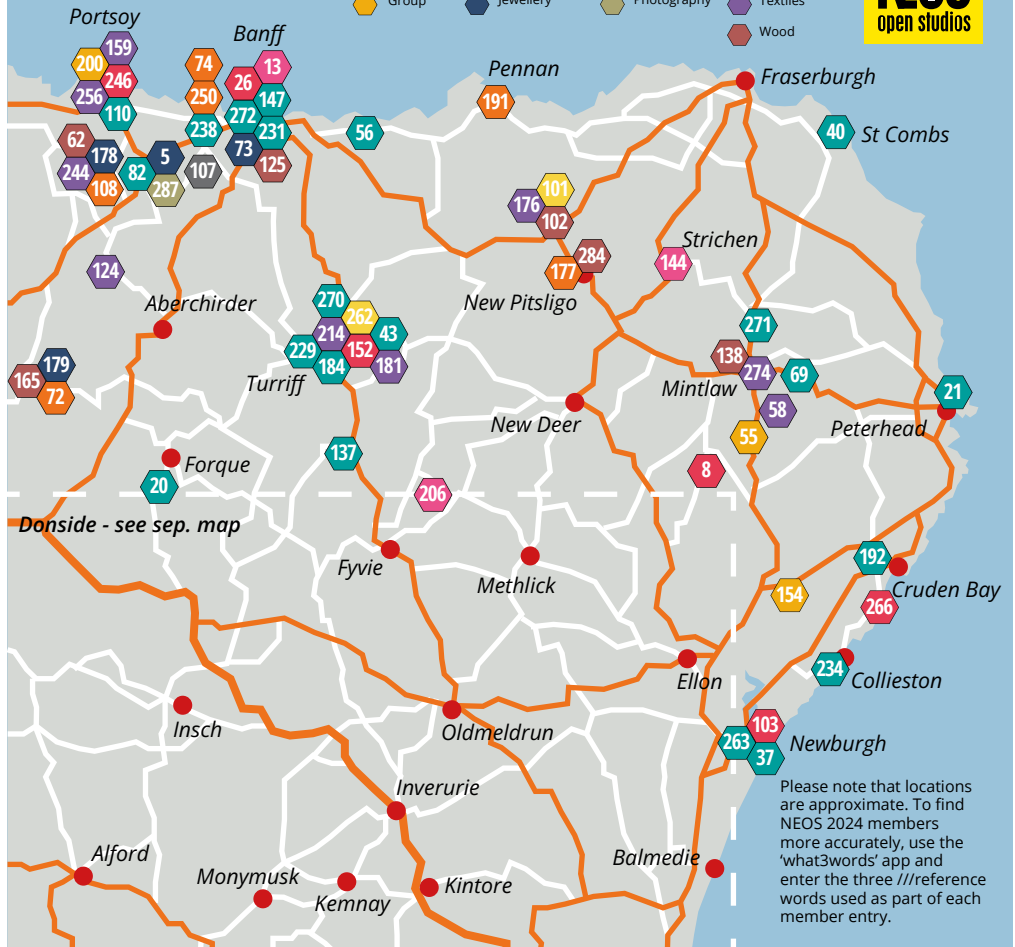 Group
Jewellery
Photography
Textiles
Wood
NEOS
open studios
Portsoy
159
200
246
256
110
74
250
238
Banff
13
26
147
272
231
73
125
56
Pennan
191
Fraserburgh
40
St Combs
62
178
244
108
82
5
287
107
124
101
176
102
284
177
New Pitsligo
Strichen
144
Aberchirder
270
262
214
43
229
152
184
181
Turriff
271
138
274
69
Mintlaw
58
55
21
Peterhead
179
165
72
New Deer
137
8
Forque
20
206
Donside - see sep. map
Fyvie
Methlick
192
Cruden Bay
154
266
234
Collieston
Ellon
Insch
Oldmeldrun
103
263
37
Newburgh
Inverurie
Please note that locations
are approximate. To find
NEOS 2024 members
more accurately, use the
‘what3words’ app and
enter the three ///reference
words used as part of each
member entry.
Alford
Monymusk
Kemnay
Kintore
Balmedie